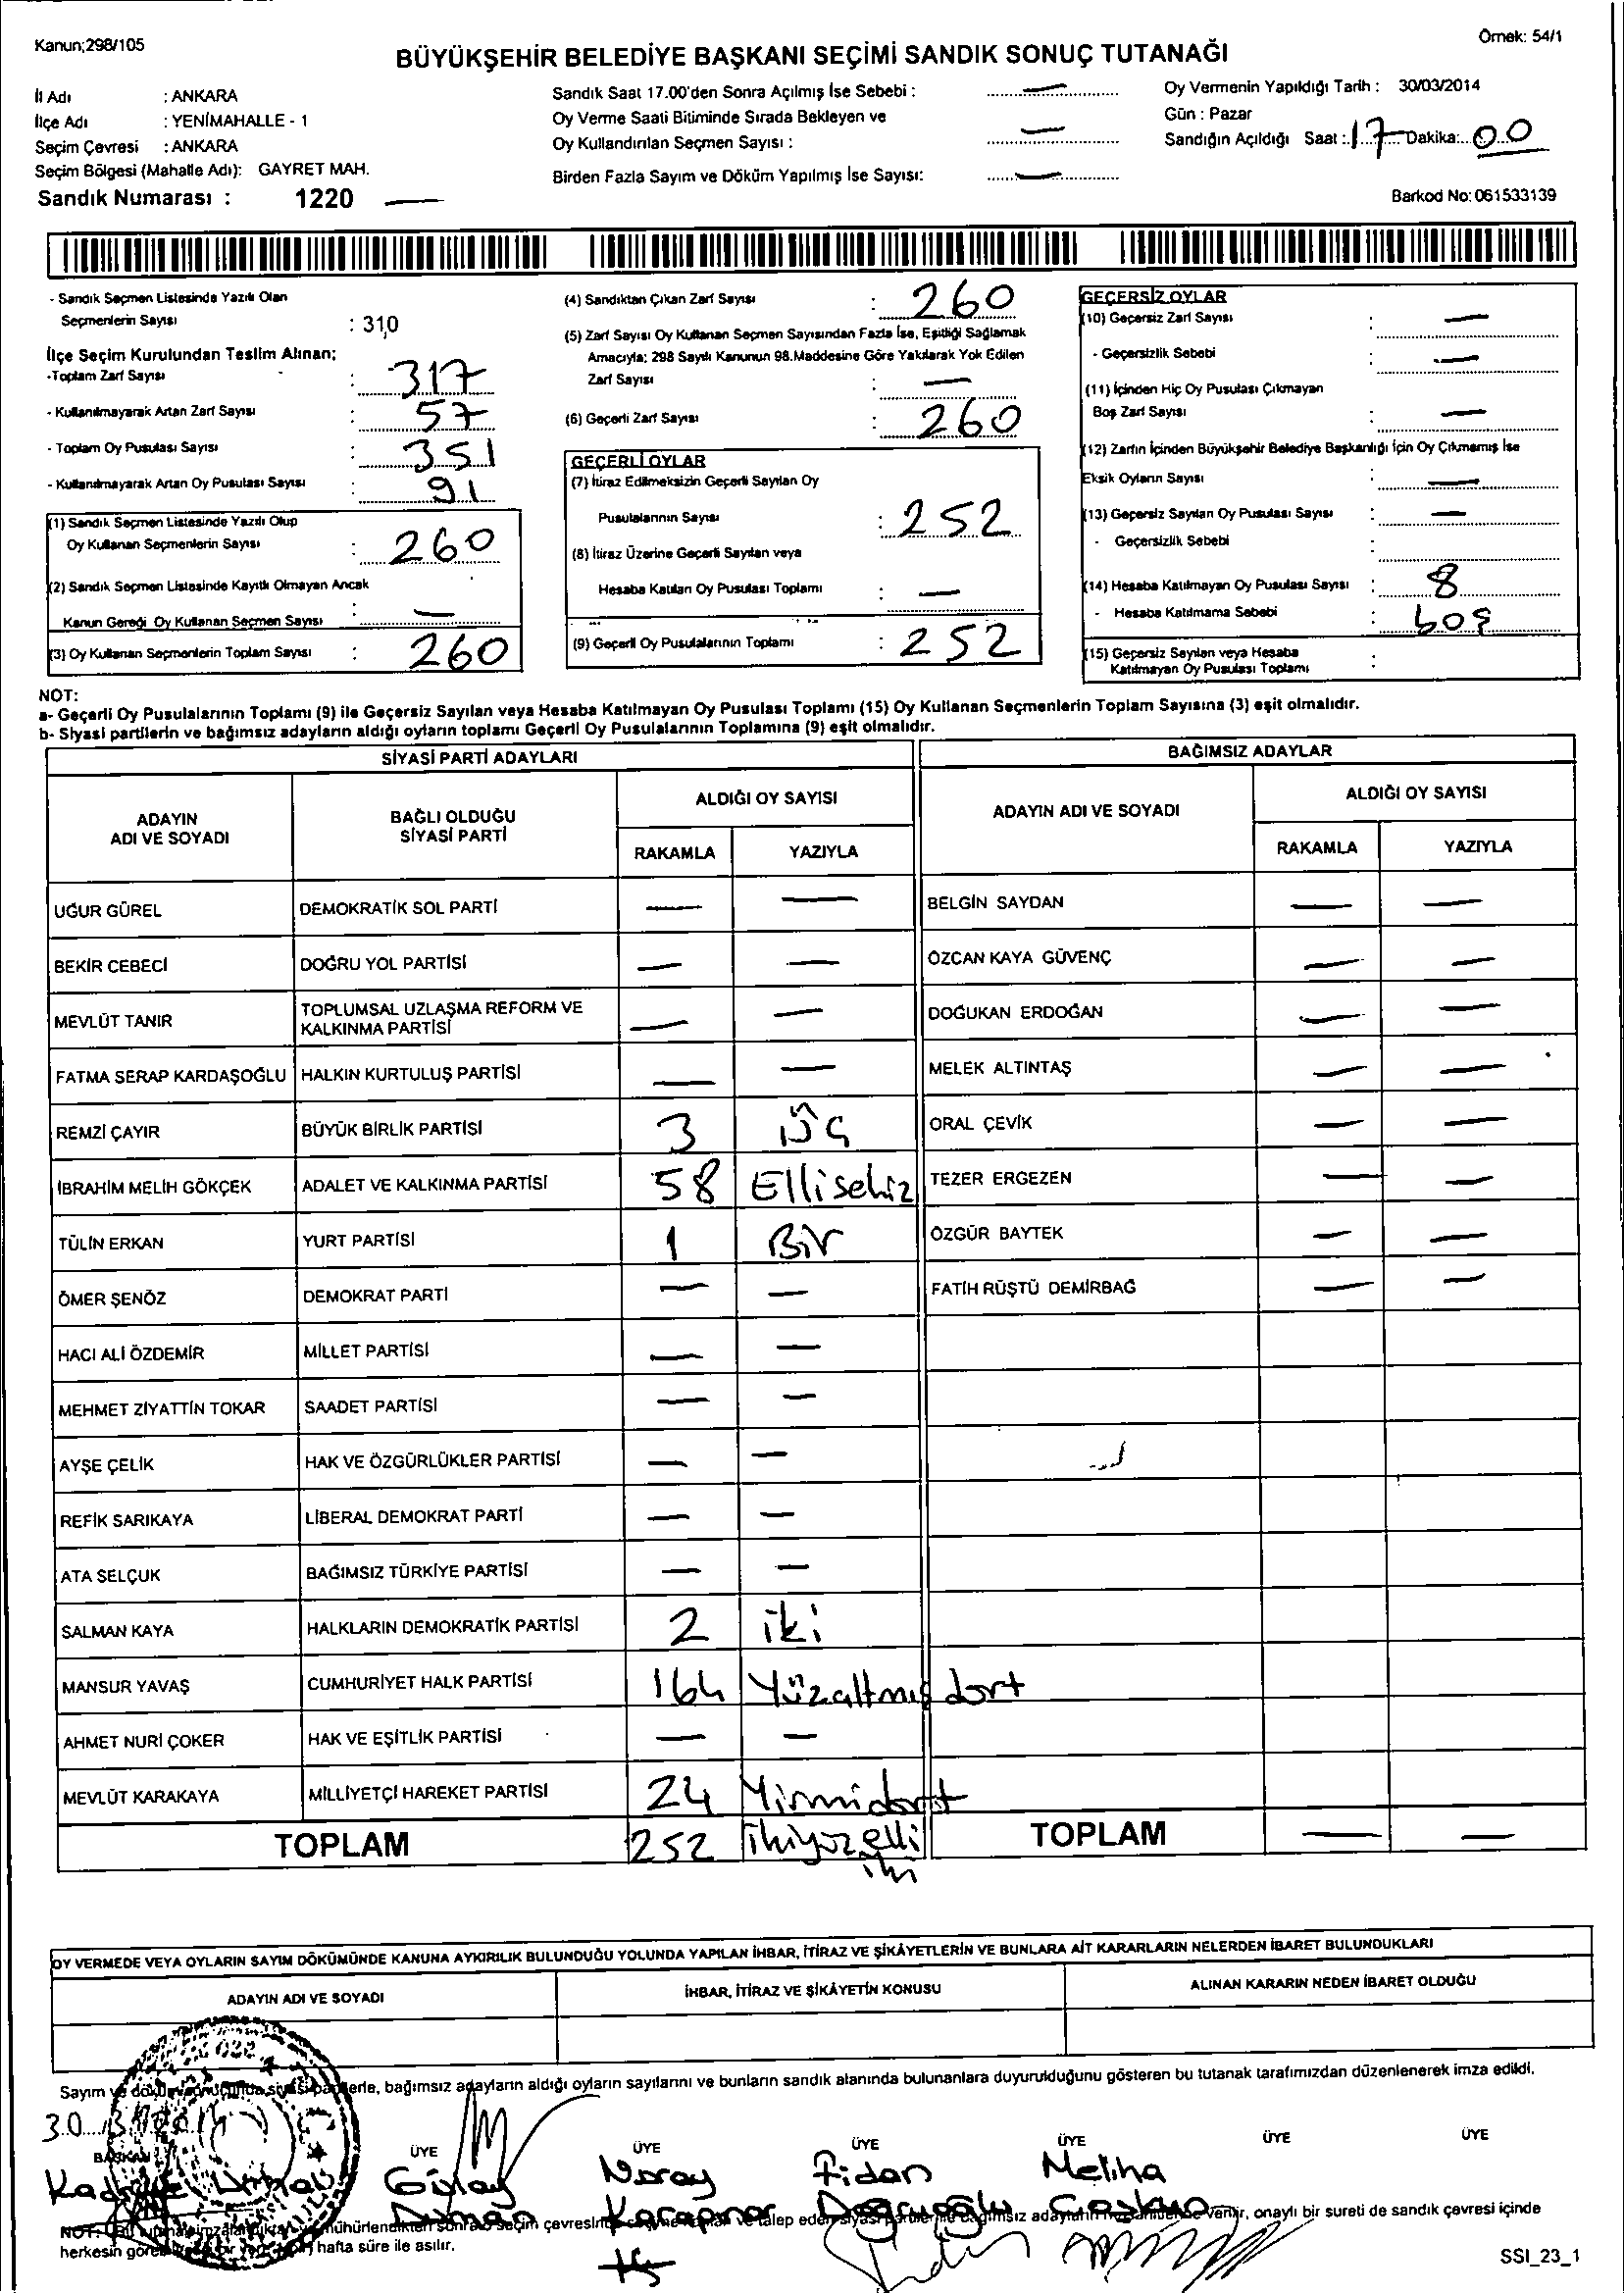 Kanun;298/105
Örnek: 54/1
BÜYÜKŞEHİR BELEDİYE BAŞKANI SEÇİMİ SANDIK SONUÇ TUTANAĞI
İl Adı : ANKARA
İlçe Adı : YENİMAHALLE - 1
Seçim Çevresi : ANKARA
Seçim Bölgesi (Mahalle Adı): GAYRET MAH.
Sandık Numarası : 1220 —
Sandık Saat 17.00'den Sonra Açılmış İse Sebebi : —
Oy Verme Saati Bitiminde Sırada Bekleyen ve
Oy Kullandırılan Seçmen Sayısı : —
Birden Fazla Sayım ve Döküm Yapılmış İse Sayısı: —
Oy Vermenin Yapıldığı Tarih : 30/03/2014
Gün : Pazar
Sandığın Açıldığı Saat : 17 Dakika: 00
Barkod No: 061533139
- Sandık Seçmen Listesinde Yazılı Olan
Seçmenlerin Sayısı : 310
İlçe Seçim Kurulundan Teslim Alınan;
-Toplam Zarf Sayısı : 317
- Kullanılmayarak Artan Zarf Sayısı : 57
- Toplam Oy Pusulası Sayısı : 351
- Kullanılmayarak Artan Oy Pusulası Sayısı : 91
(1) Sandık Seçmen Listesinde Yazılı Olup
Oy Kullanan Seçmenlerin Sayısı : 260
(2) Sandık Seçmen Listesinde Kayıtlı Olmayan Ancak
Kanun Gereği Oy Kullanan Seçmen Sayısı : —
(3) Oy Kullanan Seçmenlerin Toplam Sayısı : 260
(4) Sandıktan Çıkan Zarf Sayısı : 260
(5) Zarf Sayısı Oy Kullanan Seçmen Sayısından Fazla İse, Eşitliği Sağlamak
Amacıyla; 298 Sayılı Kanunun 98.Maddesine Göre Yakılarak Yok Edilen
Zarf Sayısı : —
(6) Geçerli Zarf Sayısı : 260
GEÇERLİ OYLAR
(7) İtiraz Edilmeksizin Geçerli Sayılan Oy
Pusulalarının Sayısı : 252
(8) İtiraz Üzerine Geçerli Sayılan veya
Hesaba Katılan Oy Pusulası Toplamı : —
(9) Geçerli Oy Pusulalarının Toplamı : 252
GEÇERSİZ OYLAR
(10) Geçersiz Zarf Sayısı : —
- Geçersizlik Sebebi : —
(11) İçinden Hiç Oy Pusulası Çıkmayan
Boş Zarf Sayısı : —
(12) Zarfın İçinden Büyükşehir Belediye Başkanlığı İçin Oy Çıkmamış İse
Eksik Oyların Sayısı : —
(13) Geçersiz Sayılan Oy Pusulası Sayısı : —
- Geçersizlik Sebebi :
(14) Hesaba Katılmayan Oy Pusulası Sayısı : 8
- Hesaba Katılmama Sebebi : boş
(15) Geçersiz Sayılan veya Hesaba
Katılmayan Oy Pusulası Toplamı :
NOT:
a- Geçerli Oy Pusulalarının Toplamı (9) ile Geçersiz Sayılan veya Hesaba Katılmayan Oy Pusulası Toplamı (15) Oy Kullanan Seçmenlerin Toplam Sayısına (3) eşit olmalıdır.
b- Siyasi partilerin ve bağımsız adayların aldığı oyların toplamı Geçerli Oy Pusulalarının Toplamına (9) eşit olmalıdır.
SİYASİ PARTİ ADAYLARI
ADAYIN ADI VE SOYADI BAĞLI OLDUĞU SİYASİ PARTİ ALDIĞI OY SAYISI
RAKAMLA YAZIYLA
UĞUR GÜREL DEMOKRATİK SOL PARTİ — —
BEKİR CEBECİ DOĞRU YOL PARTİSİ — —
MEVLÜT TANIR TOPLUMSAL UZLAŞMA REFORM VE KALKINMA PARTİSİ — —
FATMA SERAP KARDAŞOĞLU HALKIN KURTULUŞ PARTİSİ — —
REMZİ ÇAYIR BÜYÜK BİRLİK PARTİSİ 3 Üç
İBRAHİM MELİH GÖKÇEK ADALET VE KALKINMA PARTİSİ 58 Ellisekiz
TÜLİN ERKAN YURT PARTİSİ 1 Bir
ÖMER ŞENÖZ DEMOKRAT PARTİ — —
HACI ALİ ÖZDEMİR MİLLET PARTİSİ — —
MEHMET ZİYATTİN TOKAR SAADET PARTİSİ — —
AYŞE ÇELİK HAK VE ÖZGÜRLÜKLER PARTİSİ — —
REFİK SARIKAYA LİBERAL DEMOKRAT PARTİ — —
ATA SELÇUK BAĞIMSIZ TÜRKİYE PARTİSİ — —
SALMAN KAYA HALKLARIN DEMOKRATİK PARTİSİ 2 iki
MANSUR YAVAŞ CUMHURİYET HALK PARTİSİ 164 Yüzaltmış dört
AHMET NURİ ÇOKER HAK VE EŞİTLİK PARTİSİ — —
MEVLÜT KARAKAYA MİLLİYETÇİ HAREKET PARTİSİ 24 Yirmidört
TOPLAM 252 İkiyüzelli iki
BAĞIMSIZ ADAYLAR
ADAYIN ADI VE SOYADI ALDIĞI OY SAYISI
RAKAMLA YAZIYLA
BELGİN SAYDAN — —
ÖZCAN KAYA GÜVENÇ — —
DOĞUKAN ERDOĞAN — —
MELEK ALTINTAŞ — —
ORAL ÇEVİK — —
TEZER ERGEZEN — —
ÖZGÜR BAYTEK — —
FATİH RÜŞTÜ DEMİRBAĞ — —
TOPLAM — —
OY VERMEDE VEYA OYLARIN SAYIM DÖKÜMÜNDE KANUNA AYKIRILIK BULUNDUĞU YOLUNDA YAPILAN İHBAR, İTİRAZ VE ŞİKÂYETLERİN VE BUNLARA AİT KARARLARIN NELERDEN İBARET BULUNDUKLARI
ADAYIN ADI VE SOYADI İHBAR, İTİRAZ VE ŞİKÂYETİN KONUSU ALINAN KARARIN NEDEN İBARET OLDUĞU
Sayım ve bağımsız adayların aldığı oyların sayılarını ve bunların sandık alanında bulunanlara duyurulduğunu gösteren bu tutanak tarafımızdan düzenlenerek imza edildi.
BAŞKAN ÜYE ÜYE ÜYE ÜYE ÜYE ÜYE
Gülay Nuray Fidan Meliha
Duman Karapınar Doğruoğlu Coşkun
NOT: seçim çevresi talep eden onaylı bir sureti de sandık çevresi içinde
herkesin hafta süre ile asılır.
SSI_23_1